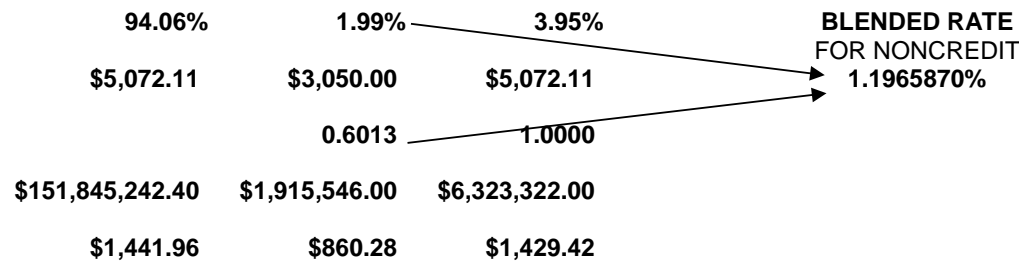 94.06% 1.99% 3.95% BLENDED RATE
FOR NONCREDIT
$5,072.11 $3,050.00 $5,072.11 1.1965870%
0.6013 1.0000
$151,845,242.40 $1,915,546.00 $6,323,322.00
$1,441.96 $860.28 $1,429.42